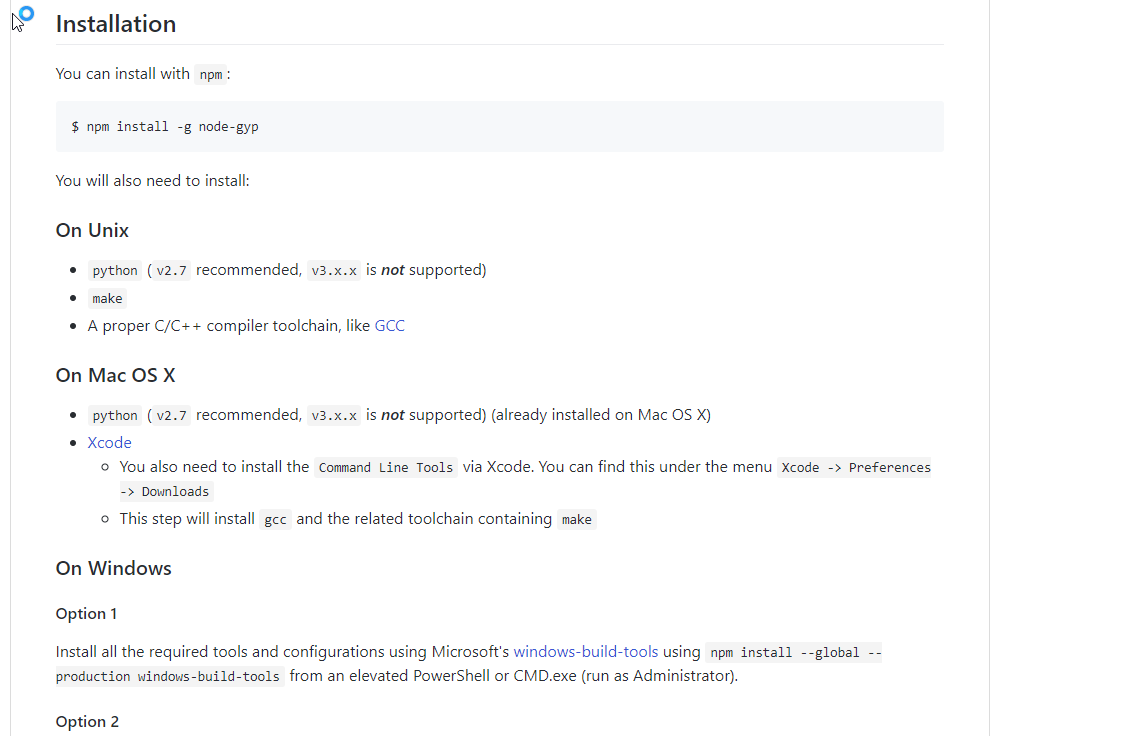 Installation
You can install with npm :
$ npm install -g node-gyp
You will also need to install:
On Unix
python ( v2.7 recommended, v3.x.x is not supported)
make
A proper C/C++ compiler toolchain, like GCC
On Mac OS X
python ( v2.7 recommended, v3.x.x is not supported) (already installed on Mac OS X)
Xcode
You also need to install the Command Line Tools via Xcode. You can find this under the menu Xcode -> Preferences
-> Downloads
This step will install gcc and the related toolchain containing make
On Windows
Option 1
Install all the required tools and configurations using Microsoft's windows-build-tools using npm install --global --
production windows-build-tools from an elevated PowerShell or CMD.exe (run as Administrator).
Option 2